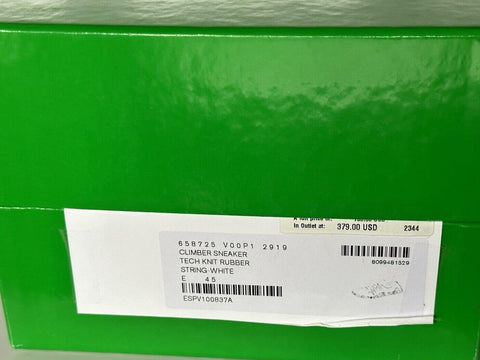 In Outlet at: 379.00 USD 2344
658725 V00P1 2919
CLIMBER SNEAKER
TECH KNIT RUBBER
STRING-WHITE
E 45
8099481529
ESPV100837A